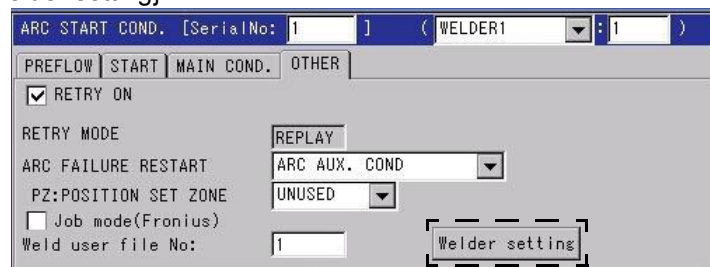 ARC START COND. [SerialNo: 1 ] ( WELDER1 : 1 )
PREFLOW START MAIN COND. OTHER
RETRY ON
RETRY MODE REPLAY
ARC FAILURE RESTART ARC AUX. COND
PZ:POSITION SET ZONE UNUSED
Job mode(Fronius)
Weld user file No: 1 Welder setting